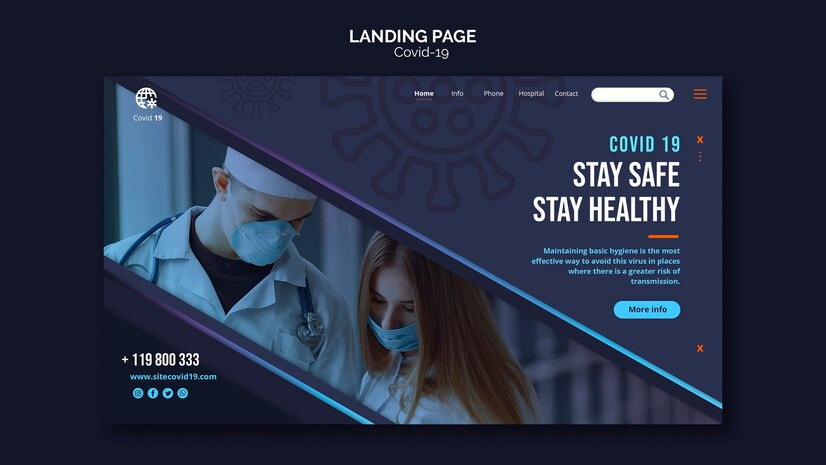 LANDING PAGE
Covid-19
Covid 19
Home Info Phone Hospital Contact
COVID 19
X
STAY SAFE
STAY HEALTHY
Maintaining basic hygiene is the most
effective way to avoid this virus in places
where there is a greater risk of
transmission.
More info
X
+ 119 800 333
www.sitecovid19.com